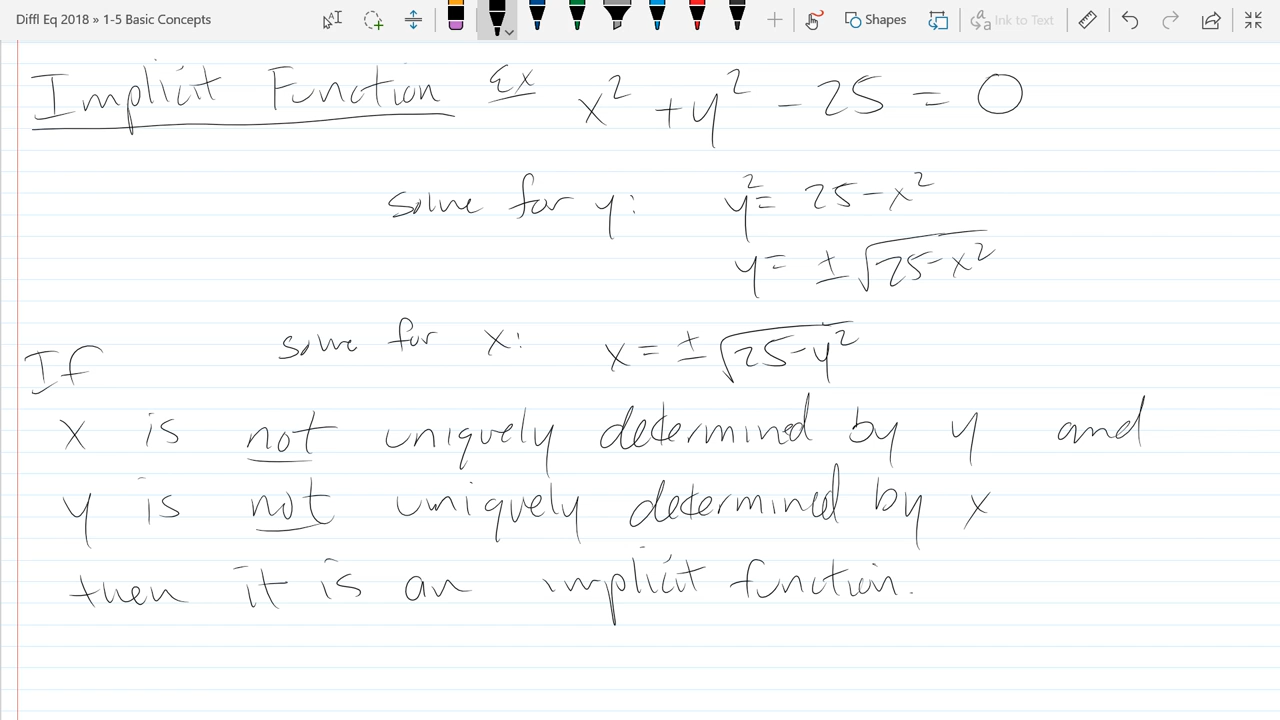 Diffl Eq 2018 » 1-5 Basic Concepts
Shapes
Ink to Text
Implicit Function Ex x² + y² - 25 = 0
solve for y: y² = 25 - x²
y = ± √25-x²
solve for x: x = ± √25-y²
If
x is not uniquely determined by y and
y is not uniquely determined by x
then it is an implicit function.